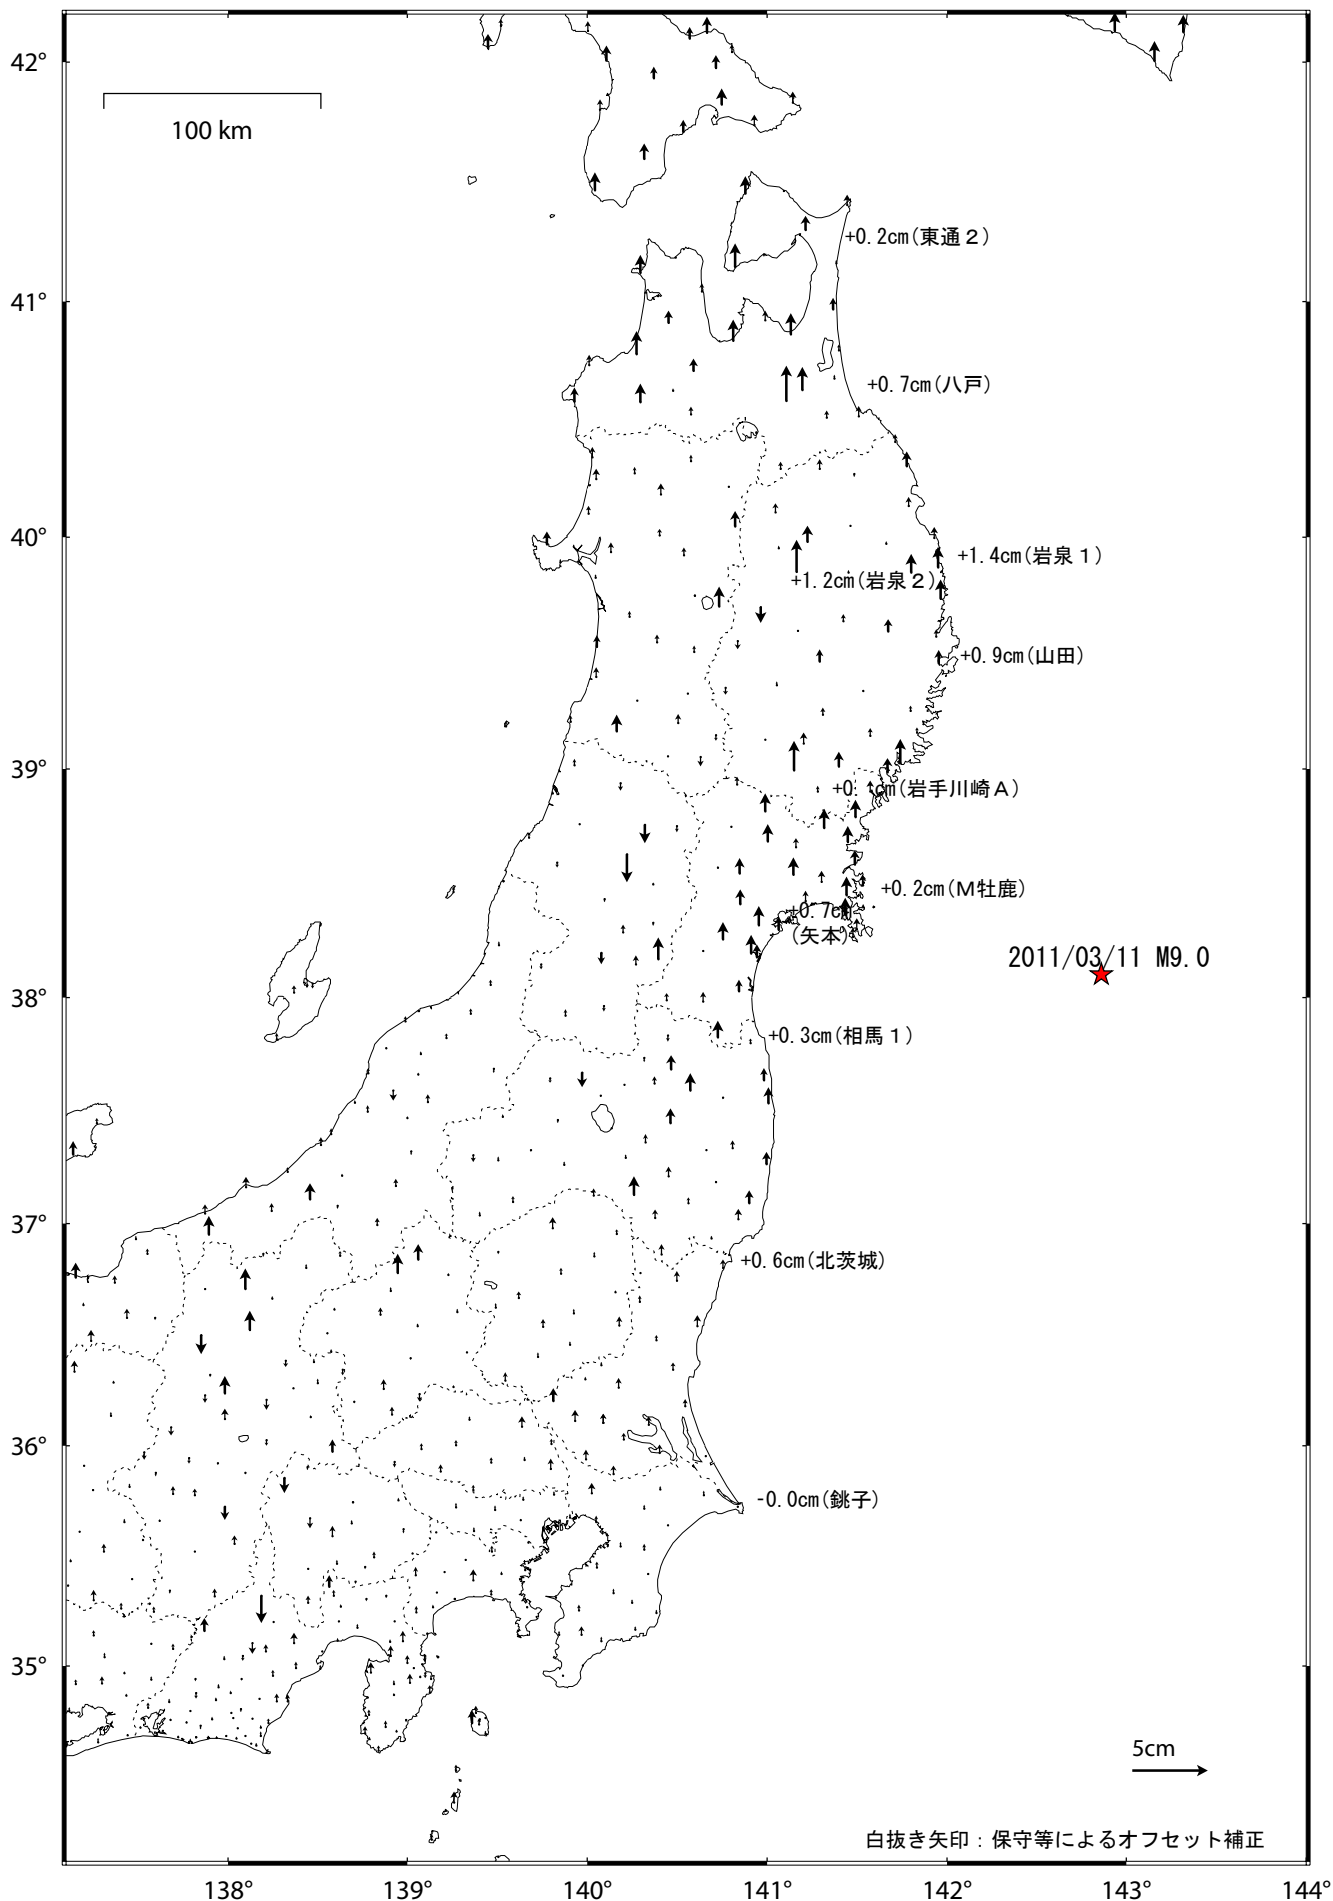 42°
100 km
+0.2cm(東通２)
41°
+0.7cm(八戸)
40°
+1.4cm(岩泉１)
+1.2cm(岩泉２)
+0.9cm(山田)
39°
(岩手川崎Ａ)
+0.2cm(Ｍ牡鹿)
+0.7cm
(矢本)
2011/03/11 M9.0
38°
+0.3cm(相馬１)
37°
+0.6cm(北茨城)
36°
-0.0cm(銚子)
35°
5cm
白抜き矢印：保守等によるオフセット補正
138° 139° 140° 141° 142° 143° 144°